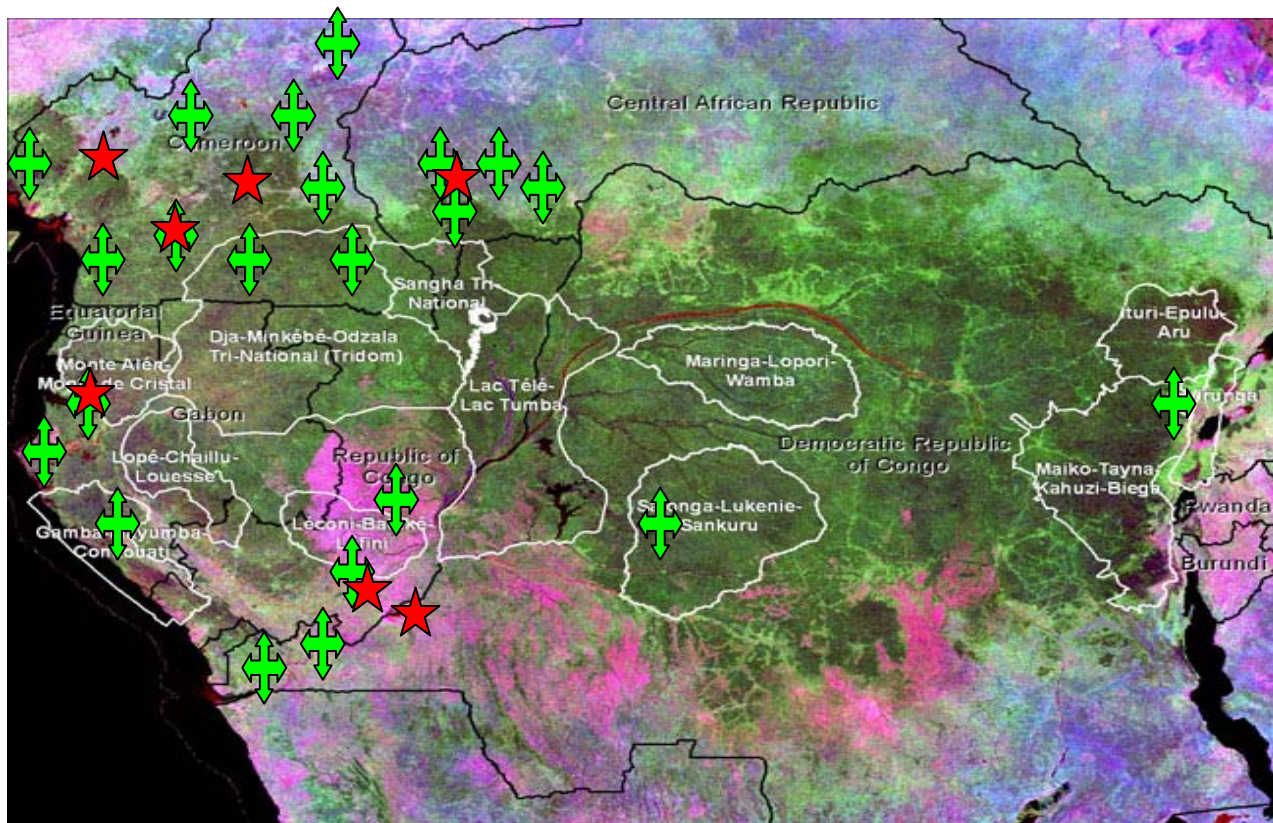 Central African Republic
Cameroon
Sangha Tri-
National
Equatorial
Guinea
Dja-Minkébé-Odzala
Tri-National (Tridom)
Ituri-Epulu-
Aru
Maringa-Lopori-
Wamba
Monte Alén-
de Cristal
Lac Télé-
Lac Tumba
Gabon
Democratic Republic
of Congo
Republic of
Congo
Lopé-Chaillu-
Louesse
Maiko-Tayna-
Kahuzi-Biega
Lukenie-
Sankuru
Rwanda
Burundi